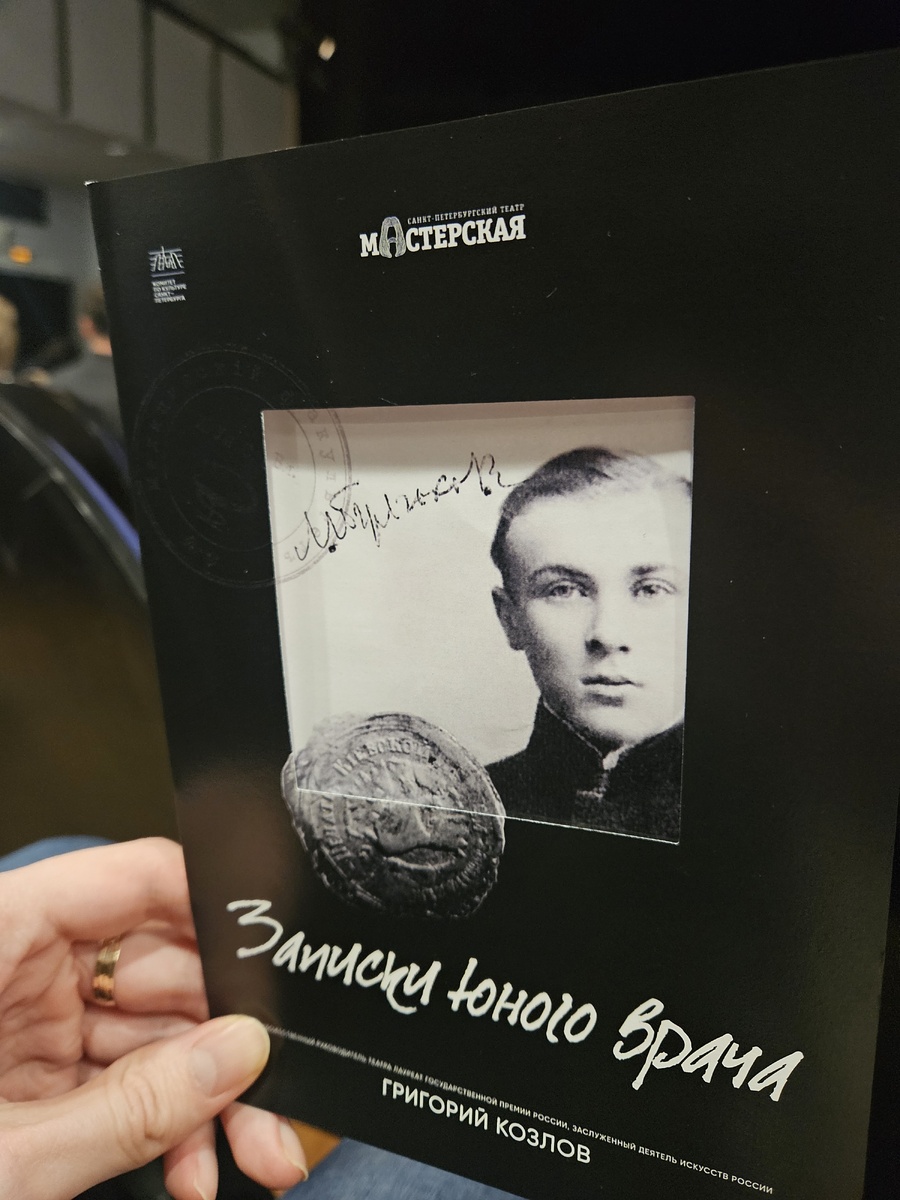 САНКТ-ПЕТЕРБУРГСКИЙ ТЕАТР
МАСТЕРСКАЯ
КОМИТЕТ
ПО КУЛЬТУРЕ
САНКТ-
ПЕТЕРБУРГА
М Булгаков
Записки юного врача
РУКОВОДИТЕЛЬ ТЕАТРА ЛАУРЕАТ ГОСУДАРСТВЕННОЙ ПРЕМИИ РОССИИ, ЗАСЛУЖЕННЫЙ ДЕЯТЕЛЬ ИСКУССТВ РОССИИ
ГРИГОРИЙ КОЗЛОВ